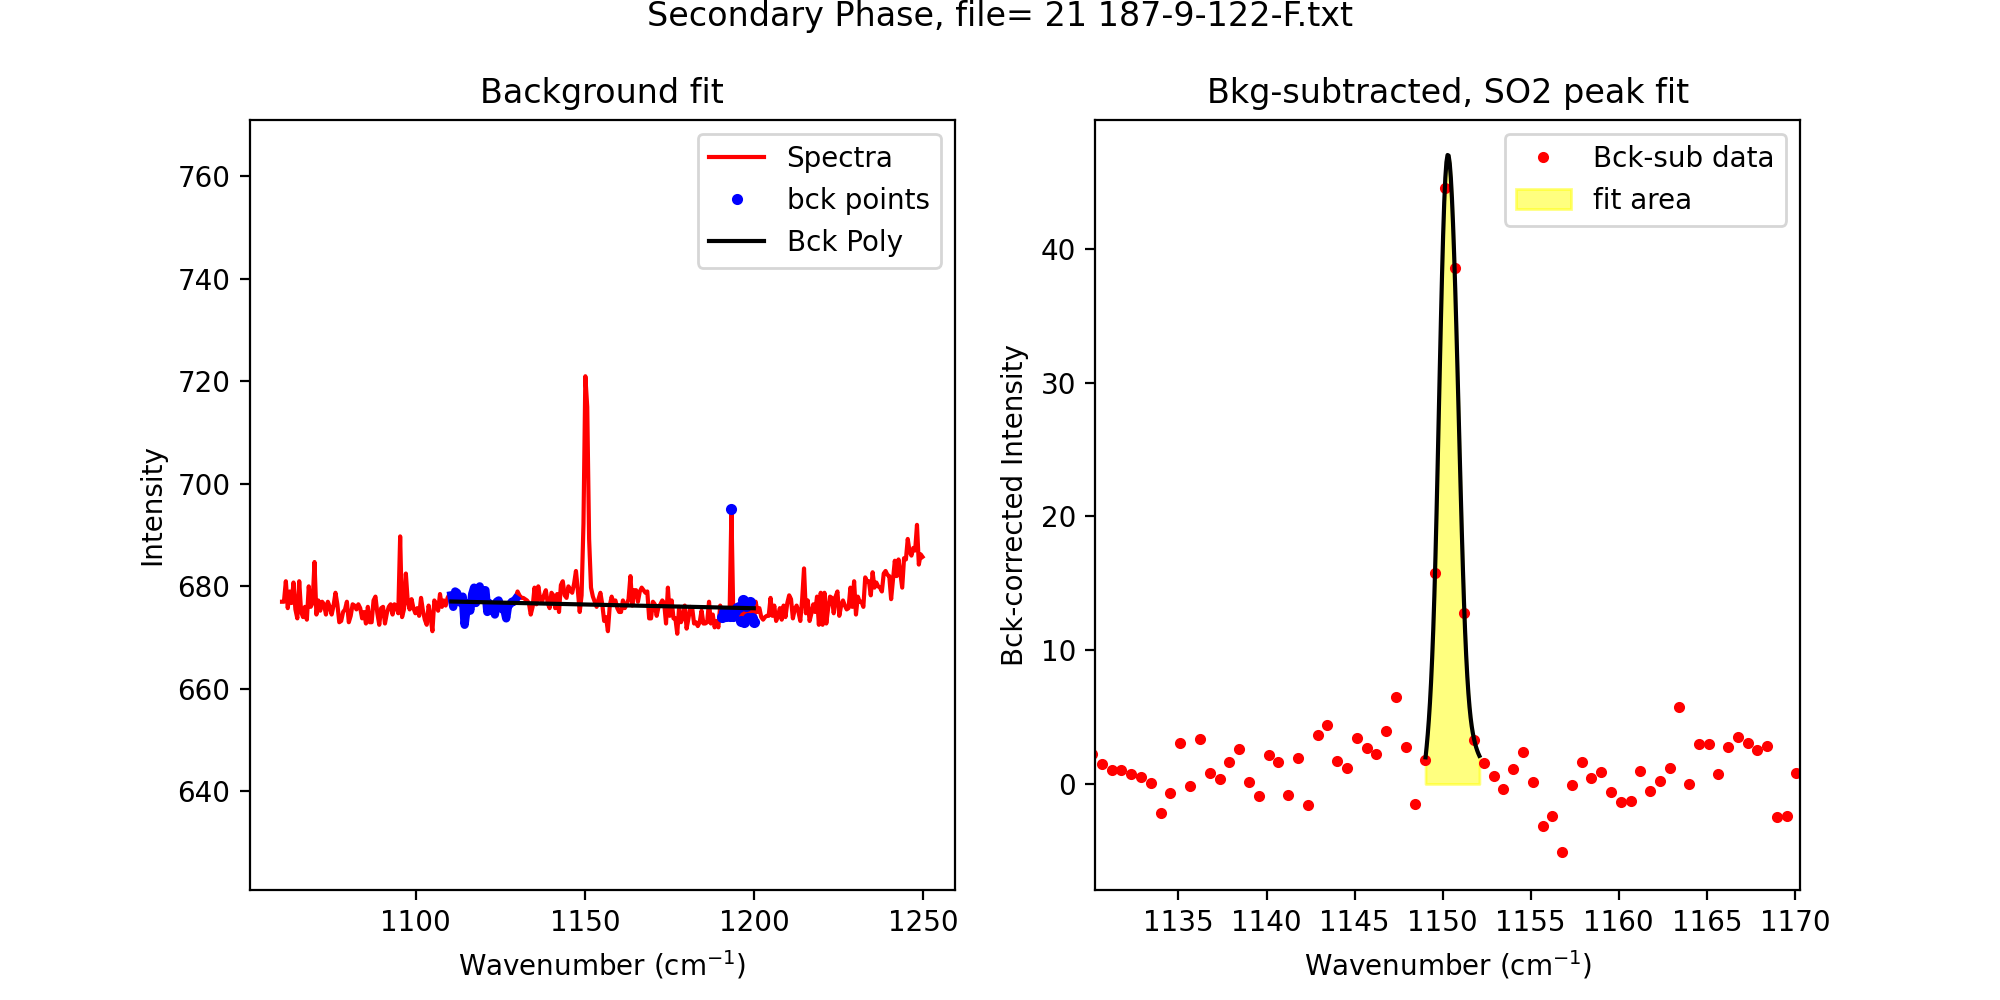 Secondary Phase, file= 21 187-9-122-F.txt
Background fit
Spectra
bck points
Bck Poly
Intensity
760
740
720
700
680
660
640
1100 1150 1200 1250
Wavenumber (cm⁻¹)
Bkg-subtracted, SO2 peak fit
Bck-sub data
fit area
Bck-corrected Intensity
40
30
20
10
0
1135 1140 1145 1150 1155 1160 1165 1170
Wavenumber (cm⁻¹)